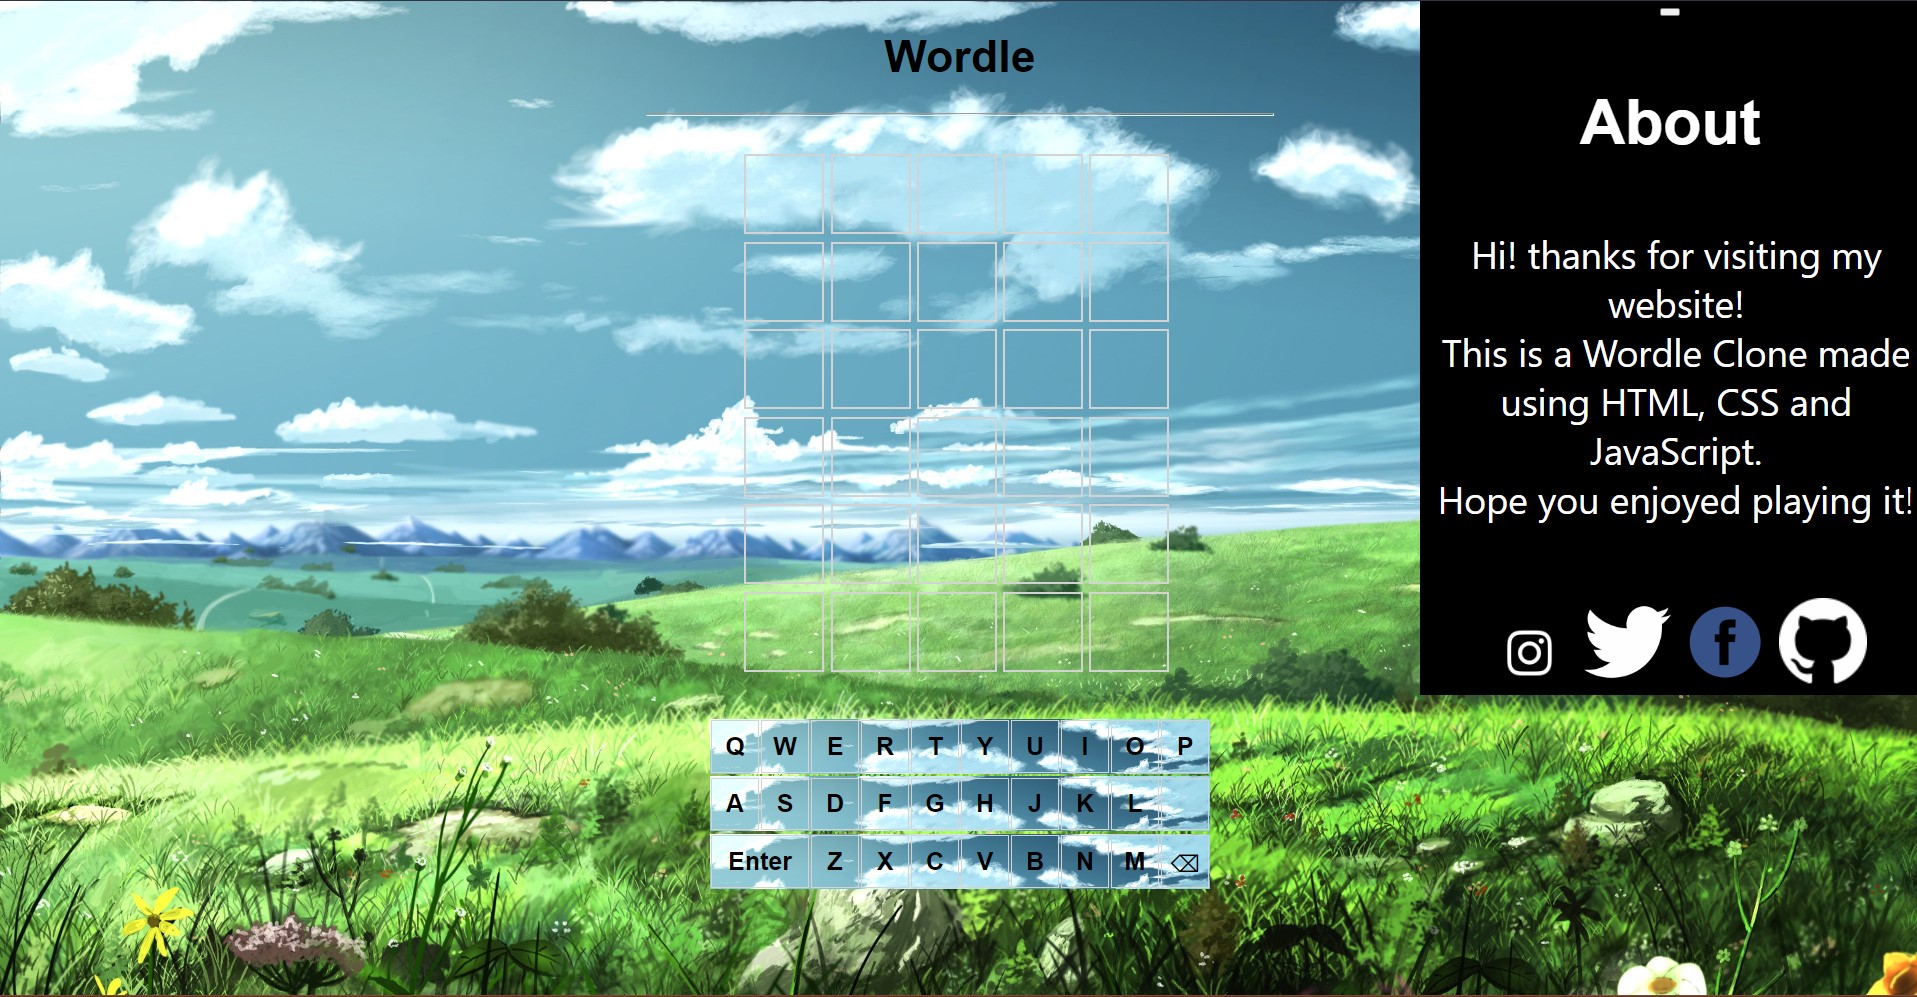 Wordle
Q W E R T Y U I O P
A S D F G H J K L
Enter Z X C V B N M ⌫
About
Hi! thanks for visiting my
website!
This is a Wordle Clone made
using HTML, CSS and
JavaScript.
Hope you enjoyed playing it!